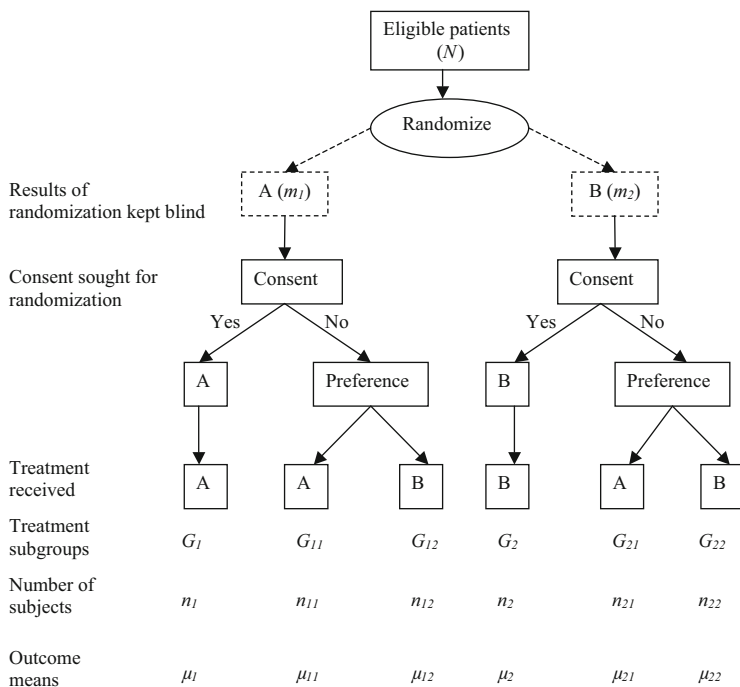 Eligible patients
(N)
Randomize
Results of
randomization kept blind
A (m1)
B (m2)
Consent sought for
randomization
Consent
Consent
Yes
No
Yes
No
A
Preference
B
Preference
Treatment
received
A
A
B
B
A
B
Treatment
subgroups
G1
G11
G12
G2
G21
G22
Number of
subjects
n1
n11
n12
n2
n21
n22
Outcome
means
μ1
μ11
μ12
μ2
μ21
μ22